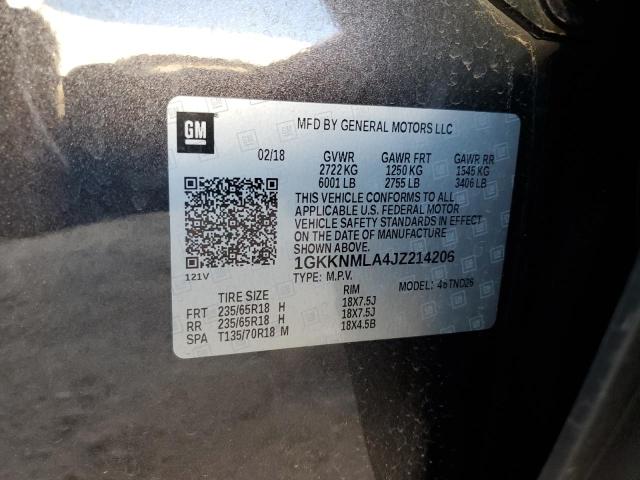 GM
MFD BY GENERAL MOTORS LLC
02/18 GVWR GAWR FRT GAWR RR
2722 KG 1250 KG 1545 KG
6001 LB 2755 LB 3406 LB
THIS VEHICLE CONFORMS TO ALL
APPLICABLE U.S. FEDERAL MOTOR
VEHICLE SAFETY STANDARDS IN
EFFECT ON THE DATE OF MANUFACTURE
SHOWN ABOVE.
1GKKNMLA4JZ214206
121V
TYPE: M.P.V. MODEL:
TIRE SIZE RIM
FRT 235/65R18 H 18X7.5J
RR 235/65R18 H 18X7.5J
SPA T135/70R18 M 18X4.5B